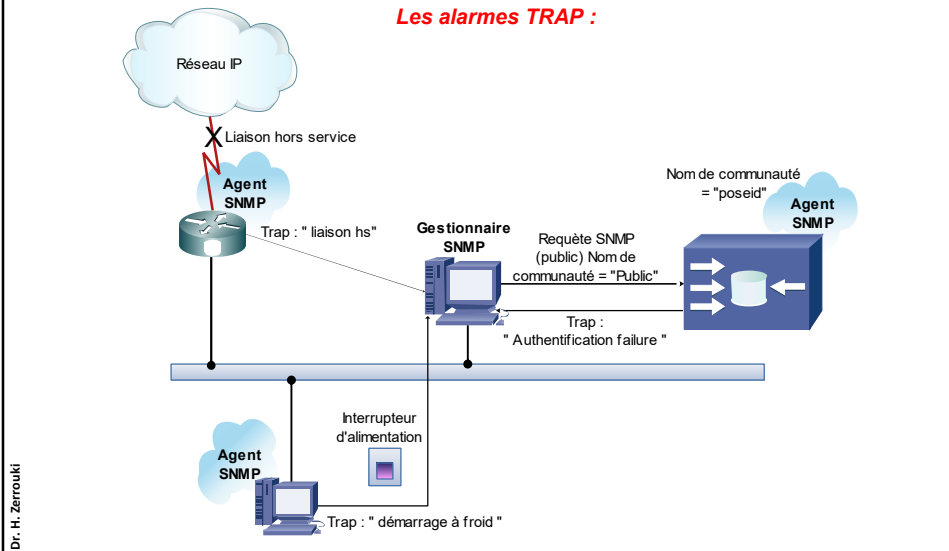 Les alarmes TRAP :
Réseau IP
X
Liaison hors service
Agent
SNMP
Trap : " liaison hs"
Gestionnaire
SNMP
Requète SNMP
(public) Nom de
communauté = "Public"
Nom de communauté
= "poseid"
Agent
SNMP
Trap :
" Authentification failure "
Interrupteur
d'alimentation
Agent
SNMP
Trap : " démarrage à froid "
Dr. H. Zerrouki